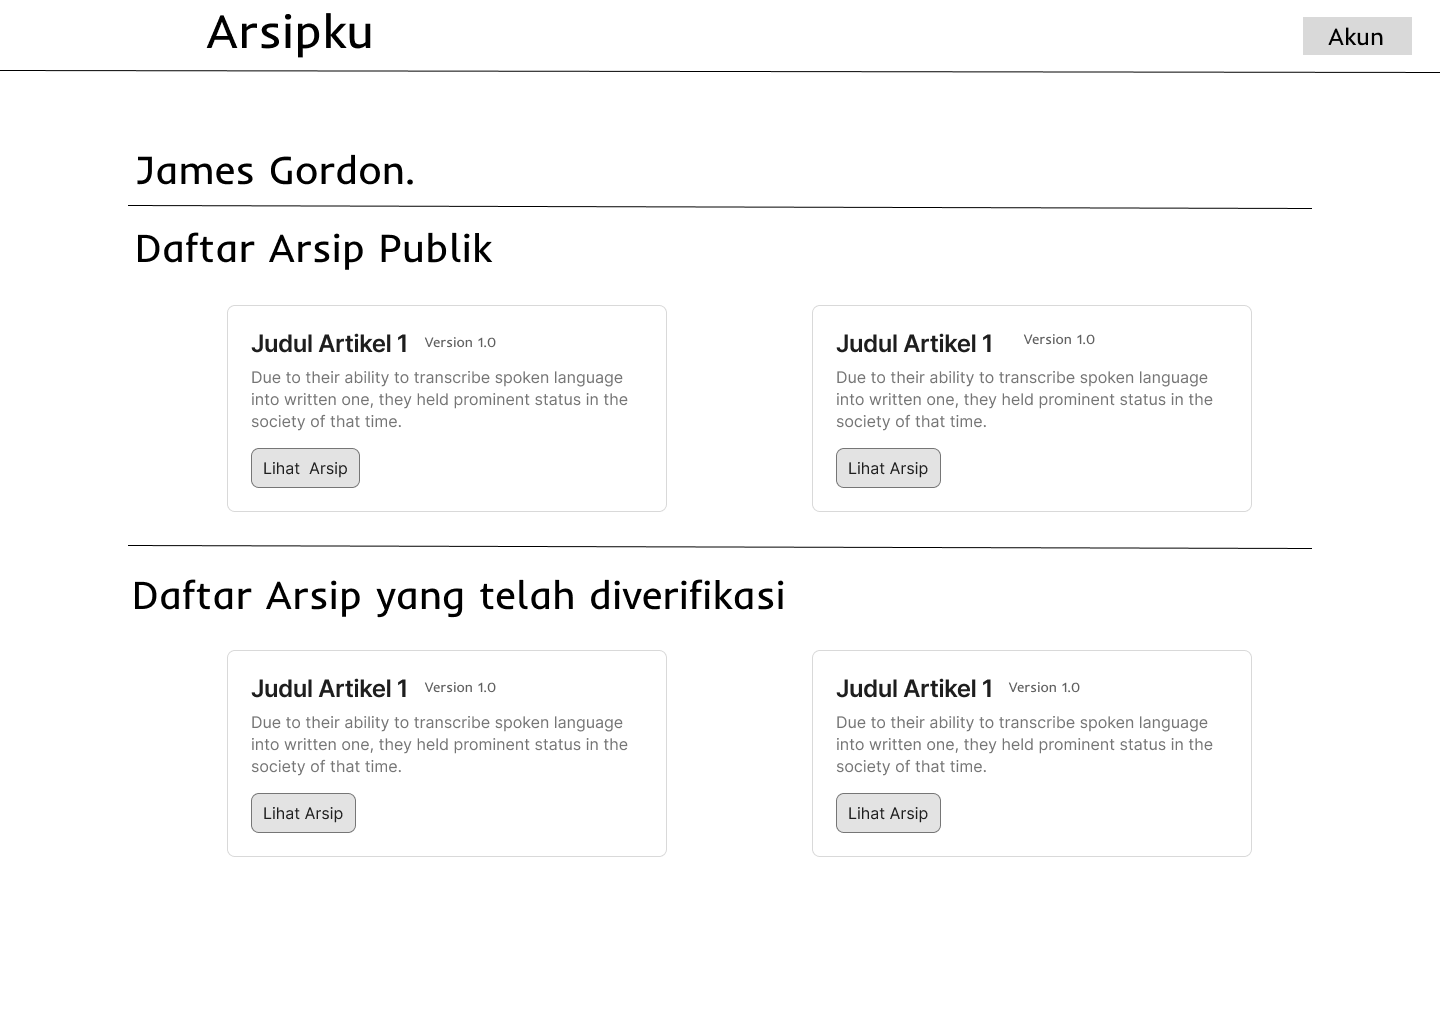 Arsipku
Akun
James Gordon.
Daftar Arsip Publik
Judul Artikel 1 Version 1.0
Due to their ability to transcribe spoken language
into written one, they held prominent status in the
society of that time.
Lihat  Arsip
Judul Artikel 1 Version 1.0
Due to their ability to transcribe spoken language
into written one, they held prominent status in the
society of that time.
Lihat Arsip
Daftar Arsip yang telah diverifikasi
Judul Artikel 1 Version 1.0
Due to their ability to transcribe spoken language
into written one, they held prominent status in the
society of that time.
Lihat Arsip
Judul Artikel 1 Version 1.0
Due to their ability to transcribe spoken language
into written one, they held prominent status in the
society of that time.
Lihat Arsip